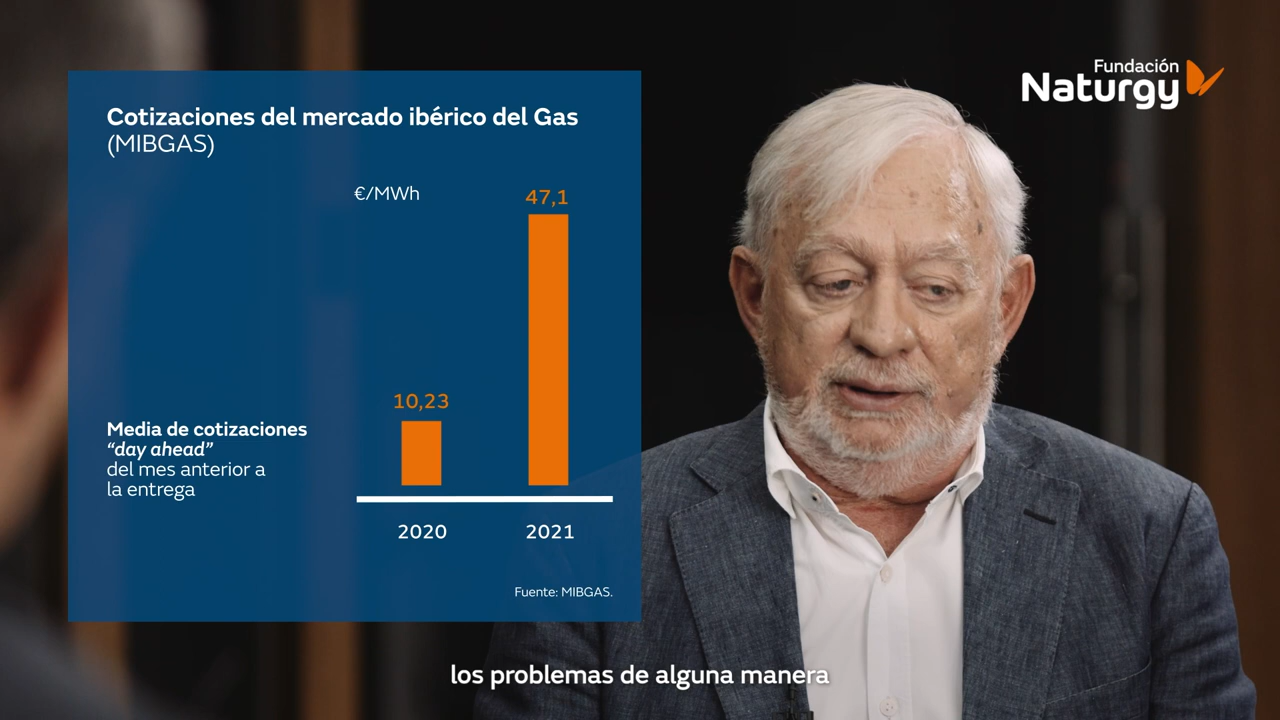 Fundación
Naturgy
Cotizaciones del mercado ibérico del Gas
(MIBGAS)
€/MWh
47,1
10,23
Media de cotizaciones
“day ahead”
del mes anterior a
la entrega
2020
2021
Fuente: MIBGAS.
los problemas de alguna manera